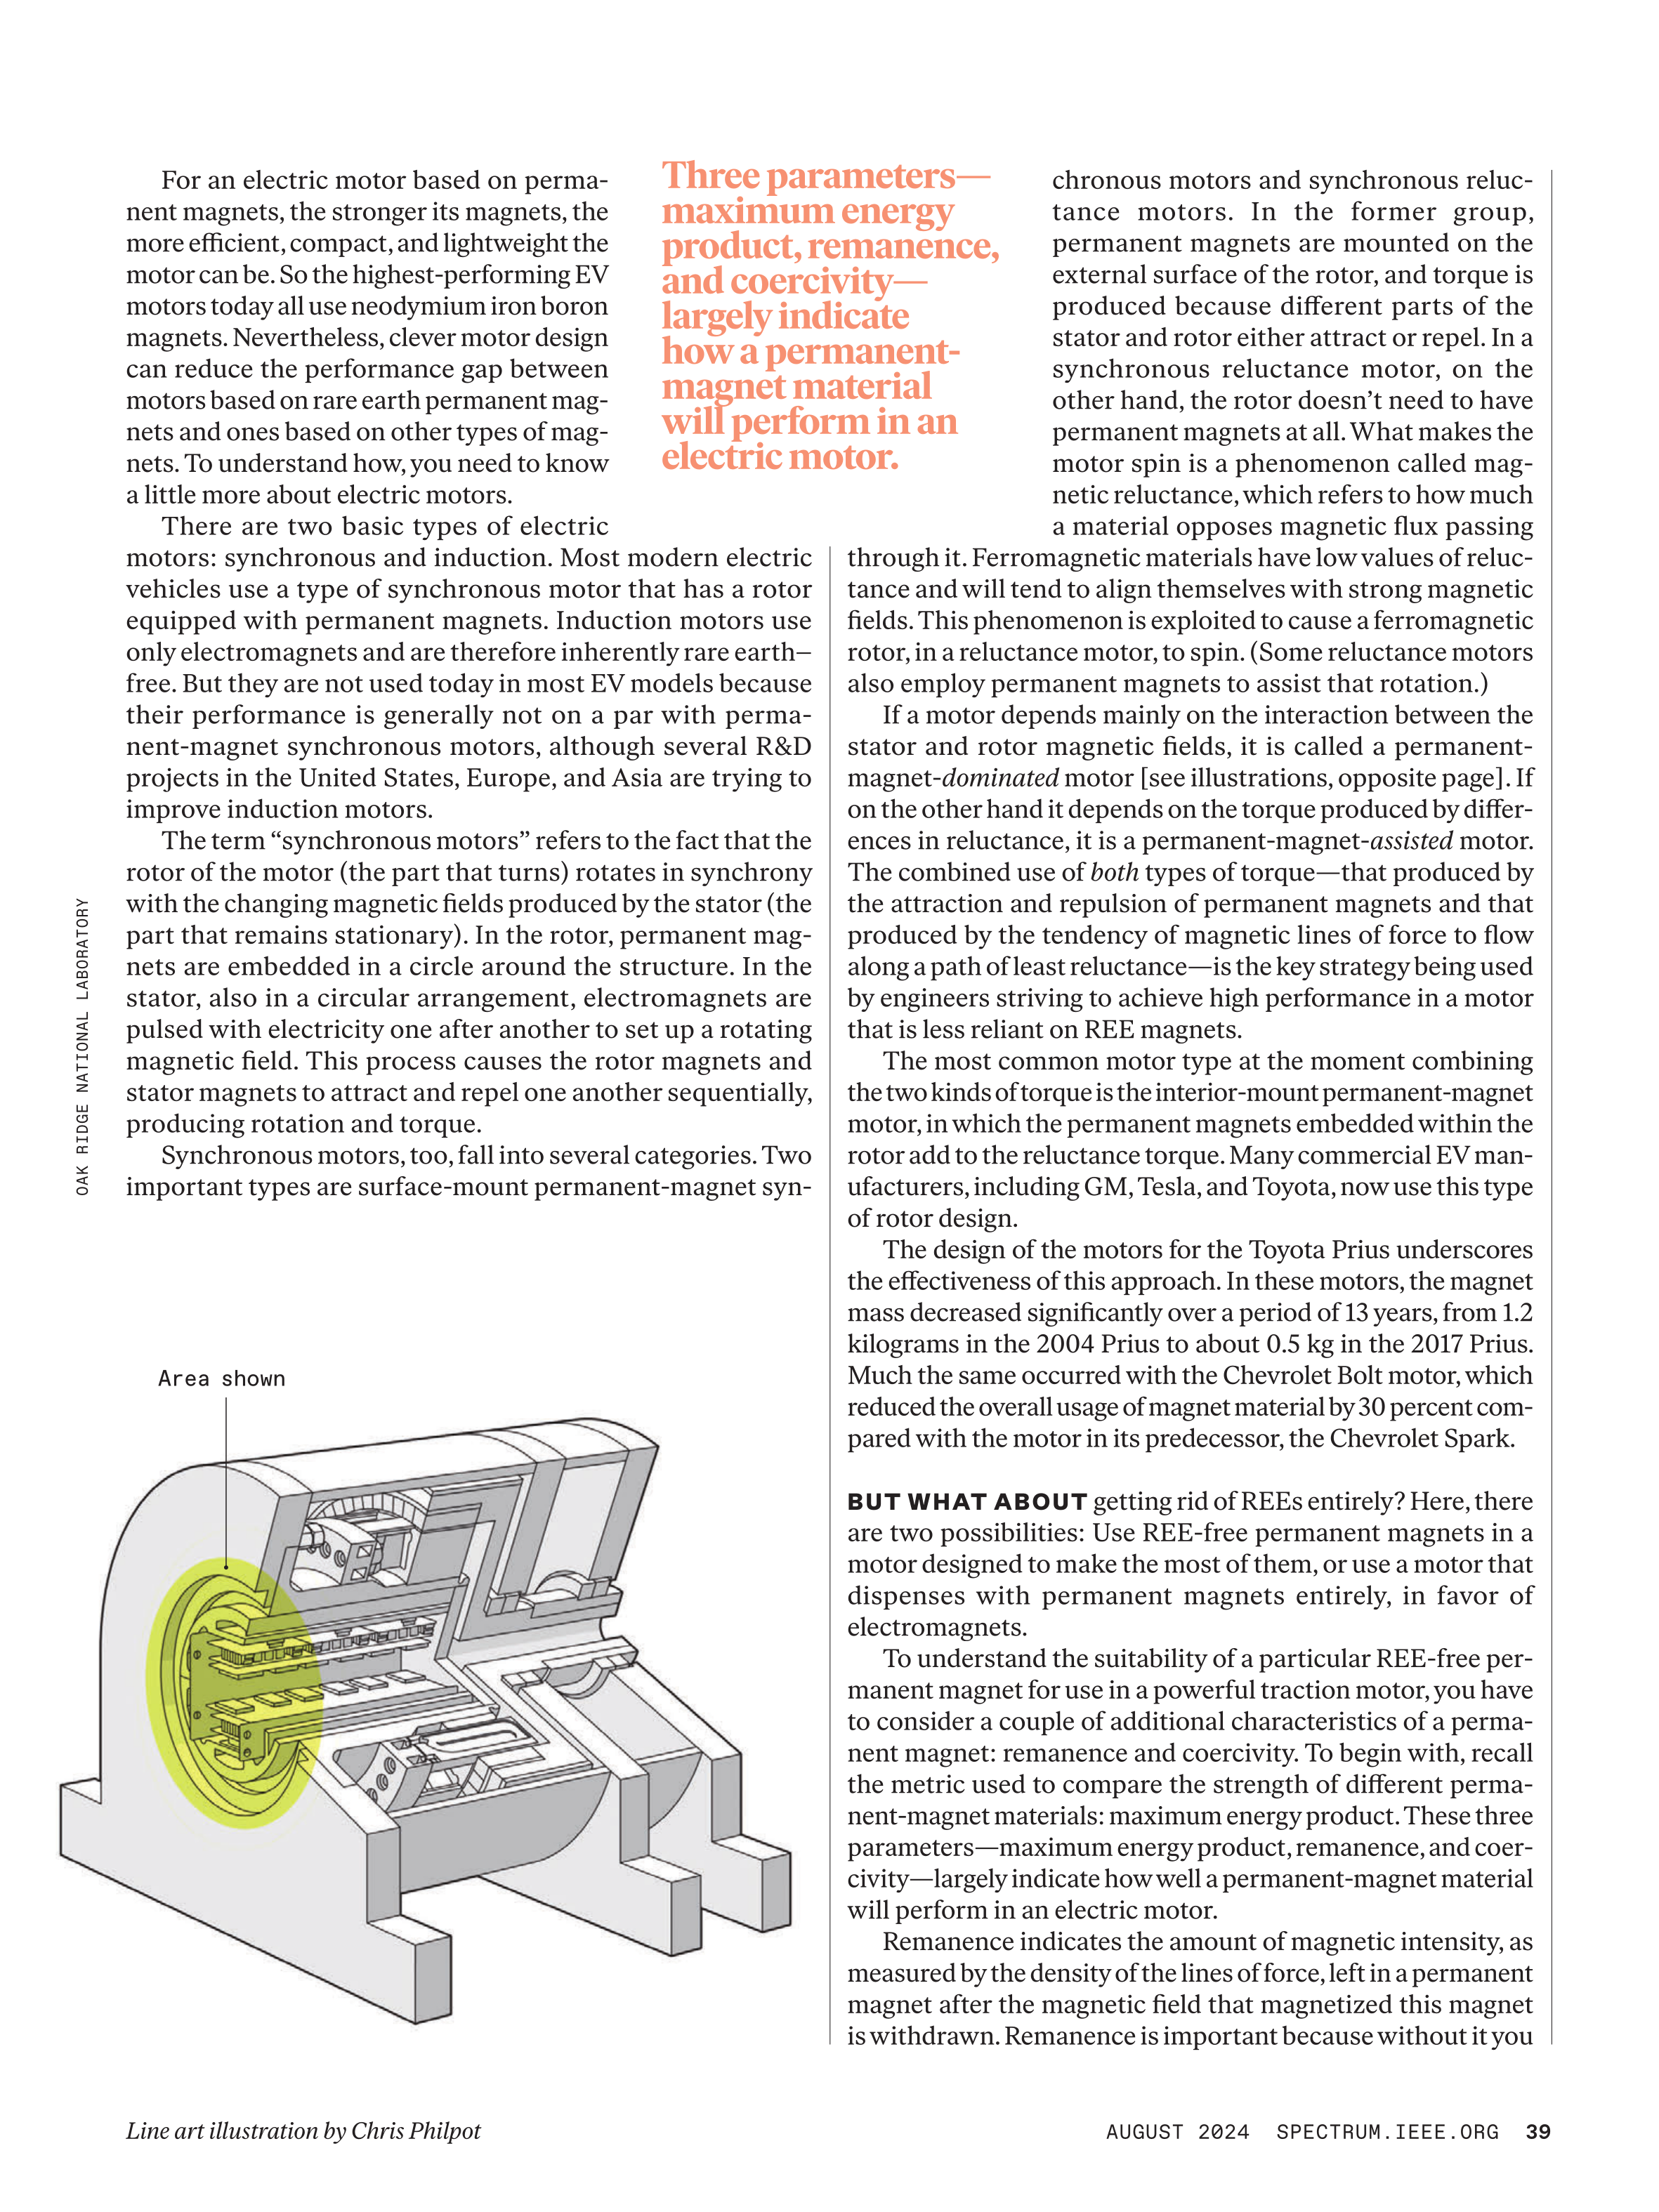 For an electric motor based on perma-
nent magnets, the stronger its magnets, the
more efficient, compact, and lightweight the
motor can be. So the highest-performing EV
motors today all use neodymium iron boron
magnets. Nevertheless, clever motor design
can reduce the performance gap between
motors based on rare earth permanent mag-
nets and ones based on other types of mag-
nets. To understand how, you need to know
a little more about electric motors.
There are two basic types of electric
motors: synchronous and induction. Most modern electric
vehicles use a type of synchronous motor that has a rotor
equipped with permanent magnets. Induction motors use
only electromagnets and are therefore inherently rare earth–
free. But they are not used today in most EV models because
their performance is generally not on a par with perma-
nent-magnet synchronous motors, although several R&D
projects in the United States, Europe, and Asia are trying to
improve induction motors.
The term “synchronous motors” refers to the fact that the
rotor of the motor (the part that turns) rotates in synchrony
with the changing magnetic fields produced by the stator (the
part that remains stationary). In the rotor, permanent mag-
nets are embedded in a circle around the structure. In the
stator, also in a circular arrangement, electromagnets are
pulsed with electricity one after another to set up a rotating
magnetic field. This process causes the rotor magnets and
stator magnets to attract and repel one another sequentially,
producing rotation and torque.
Synchronous motors, too, fall into several categories. Two
important types are surface-mount permanent-magnet syn-
Three parameters—
maximum energy
product, remanence,
and coercivity—
largely indicate
how a permanent-
magnet material
will perform in an
electric motor.
chronous motors and synchronous reluc-
tance motors. In the former group,
permanent magnets are mounted on the
external surface of the rotor, and torque is
produced because different parts of the
stator and rotor either attract or repel. In a
synchronous reluctance motor, on the
other hand, the rotor doesn’t need to have
permanent magnets at all. What makes the
motor spin is a phenomenon called mag-
netic reluctance, which refers to how much
a material opposes magnetic flux passing
through it. Ferromagnetic materials have low values of reluc-
tance and will tend to align themselves with strong magnetic
fields. This phenomenon is exploited to cause a ferromagnetic
rotor, in a reluctance motor, to spin. (Some reluctance motors
also employ permanent magnets to assist that rotation.)
If a motor depends mainly on the interaction between the
stator and rotor magnetic fields, it is called a permanent-
magnet-dominated motor [see illustrations, opposite page]. If
on the other hand it depends on the torque produced by differ-
ences in reluctance, it is a permanent-magnet-assisted motor.
The combined use of both types of torque—that produced by
the attraction and repulsion of permanent magnets and that
produced by the tendency of magnetic lines of force to flow
along a path of least reluctance—is the key strategy being used
by engineers striving to achieve high performance in a motor
that is less reliant on REE magnets.
The most common motor type at the moment combining
the two kinds of torque is the interior-mount permanent-magnet
motor, in which the permanent magnets embedded within the
rotor add to the reluctance torque. Many commercial EV man-
ufacturers, including GM, Tesla, and Toyota, now use this type
of rotor design.
The design of the motors for the Toyota Prius underscores
the effectiveness of this approach. In these motors, the magnet
mass decreased significantly over a period of 13 years, from 1.2
kilograms in the 2004 Prius to about 0.5 kg in the 2017 Prius.
Much the same occurred with the Chevrolet Bolt motor, which
reduced the overall usage of magnet material by 30 percent com-
pared with the motor in its predecessor, the Chevrolet Spark.
BUT WHAT ABOUT getting rid of REEs entirely? Here, there
are two possibilities: Use REE-free permanent magnets in a
motor designed to make the most of them, or use a motor that
dispenses with permanent magnets entirely, in favor of
electromagnets.
To understand the suitability of a particular REE-free per-
manent magnet for use in a powerful traction motor, you have
to consider a couple of additional characteristics of a perma-
nent magnet: remanence and coercivity. To begin with, recall
the metric used to compare the strength of different perma-
nent-magnet materials: maximum energy product. These three
parameters—maximum energy product, remanence, and coer-
civity—largely indicate how well a permanent-magnet material
will perform in an electric motor.
Remanence indicates the amount of magnetic intensity, as
measured by the density of the lines of force, left in a permanent
magnet after the magnetic field that magnetized this magnet
is withdrawn. Remanence is important because without it you
OAK RIDGE NATIONAL LABORATORY
Area shown
Line art illustration by Chris Philpot
AUGUST 2024 SPECTRUM.IEEE.ORG 39